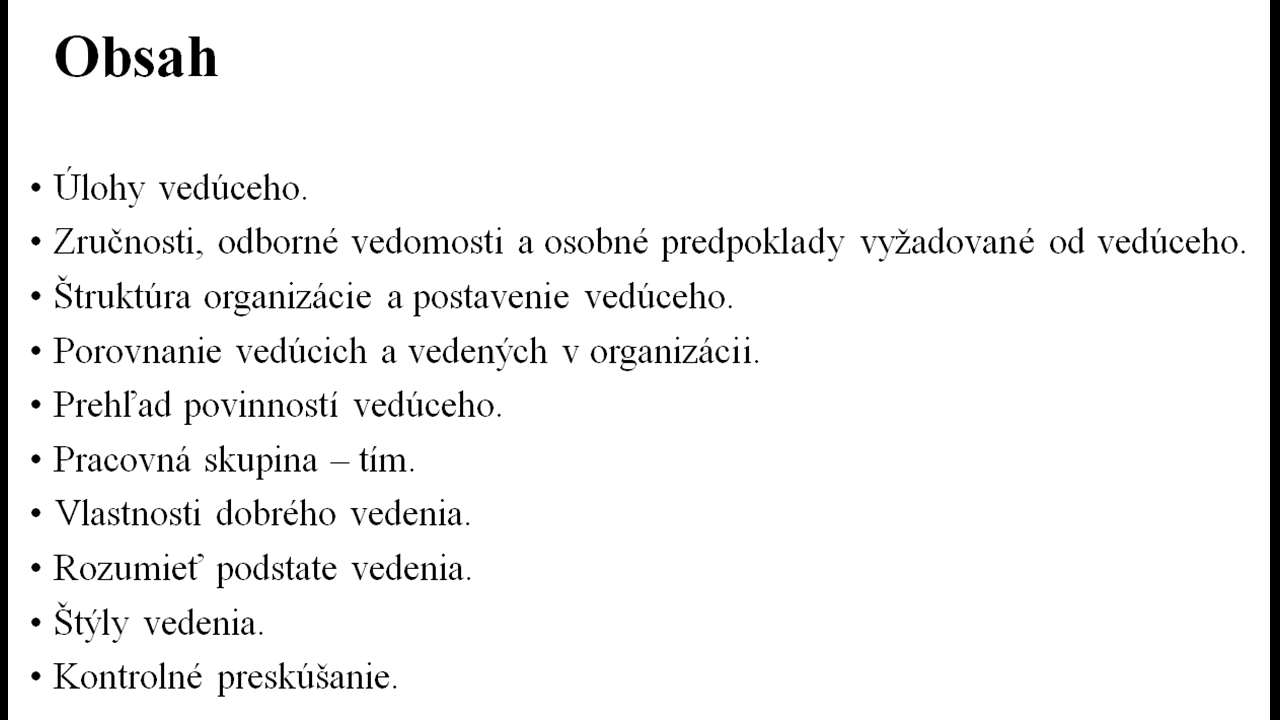 Obsah
• Úlohy vedúceho.
• Zručnosti, odborné vedomosti a osobné predpoklady vyžadované od vedúceho.
• Štruktúra organizácie a postavenie vedúceho.
• Porovnanie vedúcich a vedených v organizácii.
• Prehľad povinností vedúceho.
• Pracovná skupina – tím.
• Vlastnosti dobrého vedenia.
• Rozumieť podstate vedenia.
• Štýly vedenia.
• Kontrolné preskúšanie.